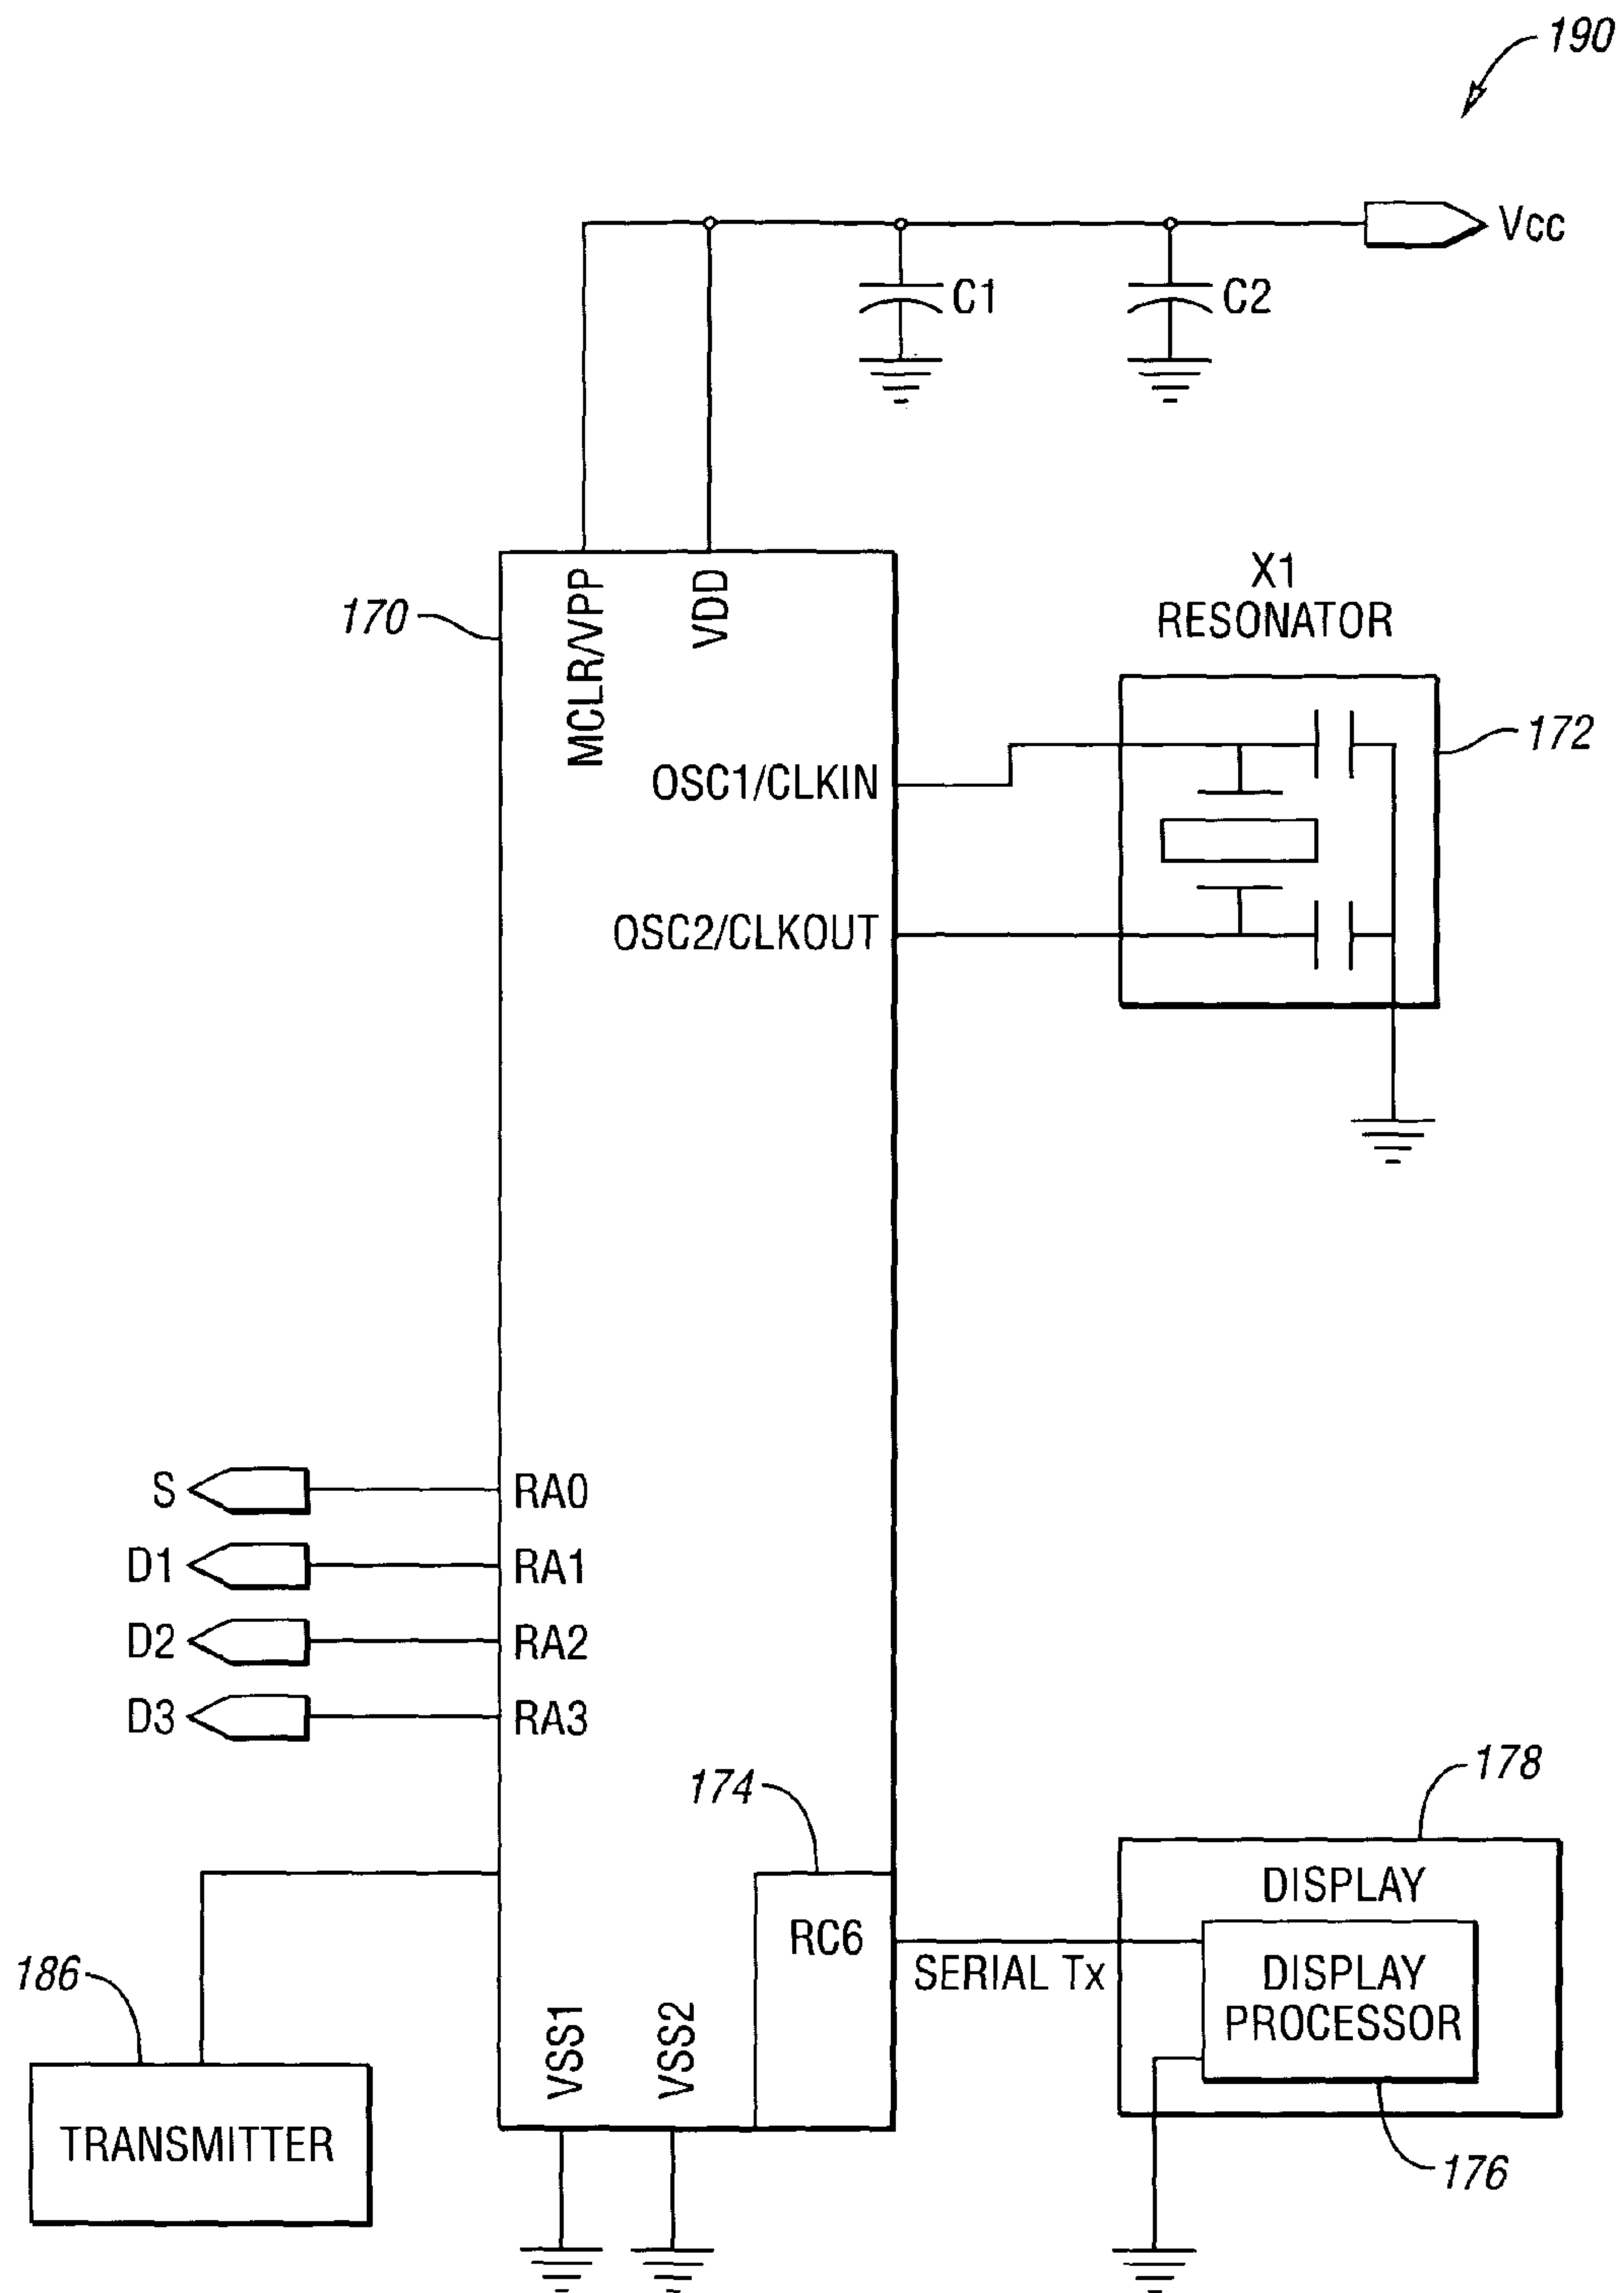 190
Vcc
C1
C2
170
MCLR/VPP
VDD
X1
RESONATOR
172
OSC1/CLKIN
OSC2/CLKOUT
S
RA0
D1
RA1
D2
RA2
D3
RA3
174
178
DISPLAY
RC6
SERIAL Tx
DISPLAY
PROCESSOR
186
VSS1
VSS2
TRANSMITTER
176